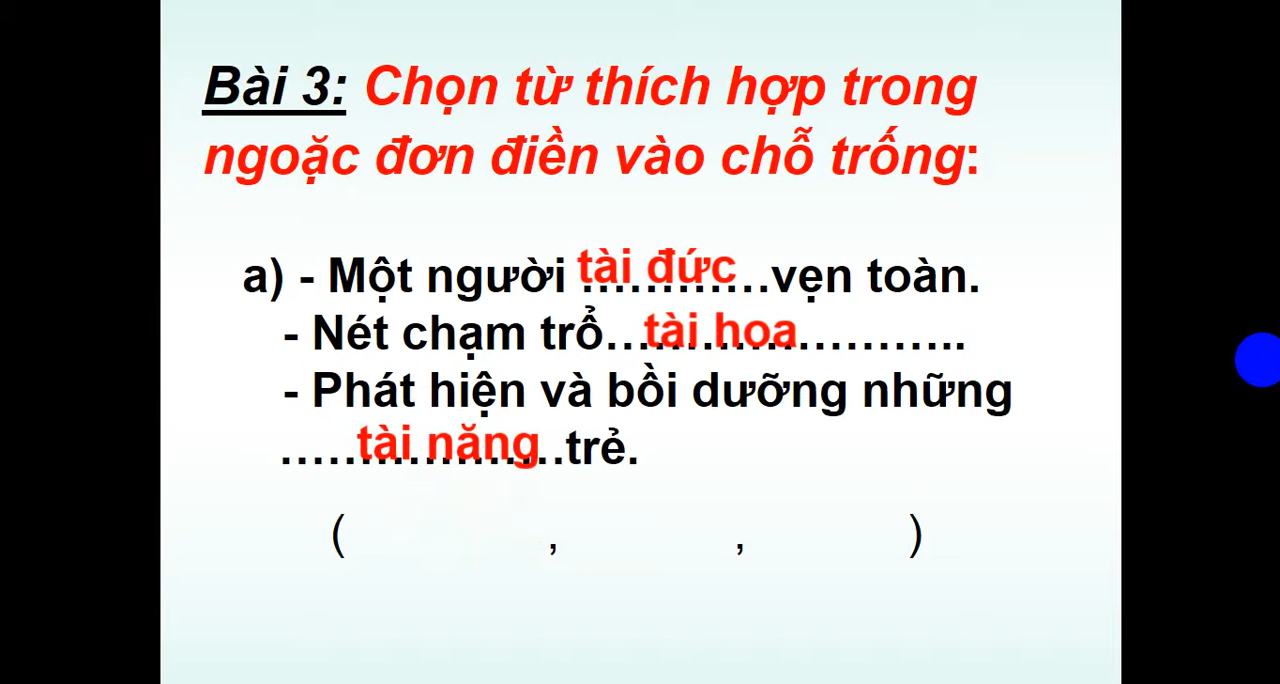 Bài 3: Chọn từ thích hợp trong
ngoặc đơn điền vào chỗ trống:
a) - Một người tài đức............vẹn toàn.
- Nét chạm trổ...tài hoa...................
- Phát hiện và bồi dưỡng những
.....tài năng...trẻ.
( , , )